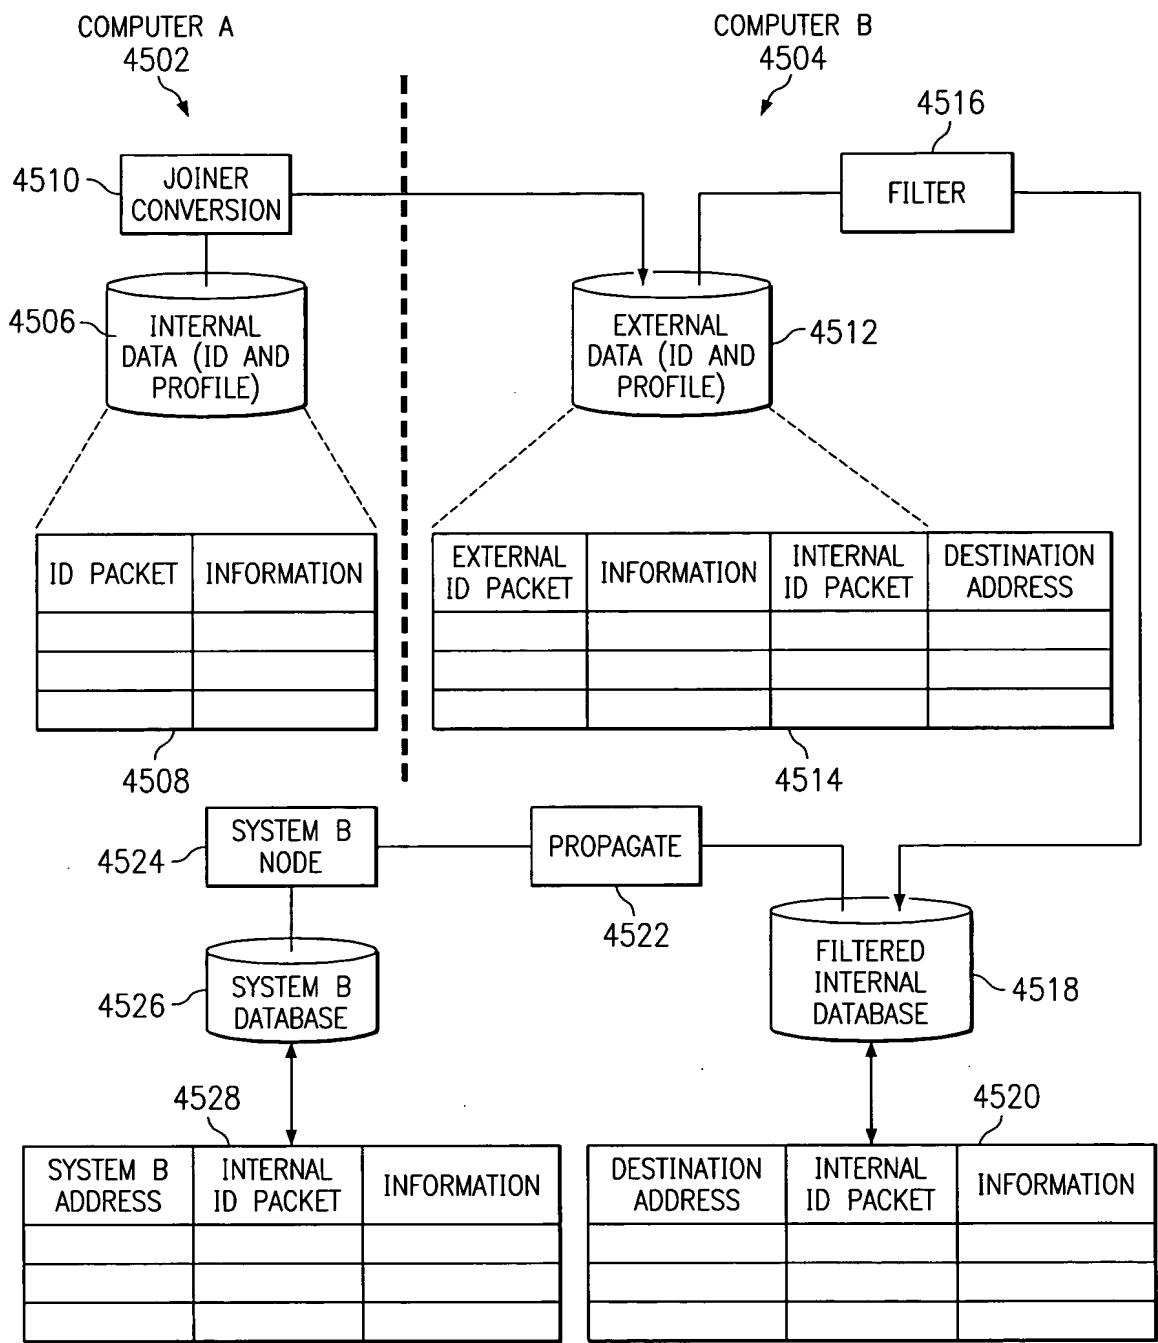 COMPUTER A
4502
COMPUTER B
4504
4516
4510
JOINER
CONVERSION
FILTER
4506
INTERNAL
DATA (ID AND
PROFILE)
EXTERNAL
DATA (ID AND
PROFILE)
4512
ID PACKET
INFORMATION
EXTERNAL
ID PACKET
INFORMATION
INTERNAL
ID PACKET
DESTINATION
ADDRESS
4508
4514
4524
SYSTEM B
NODE
PROPAGATE
4522
4526
SYSTEM B
DATABASE
FILTERED
INTERNAL
DATABASE
4518
4528
4520
SYSTEM B
ADDRESS
INTERNAL
ID PACKET
INFORMATION
DESTINATION
ADDRESS
INTERNAL
ID PACKET
INFORMATION